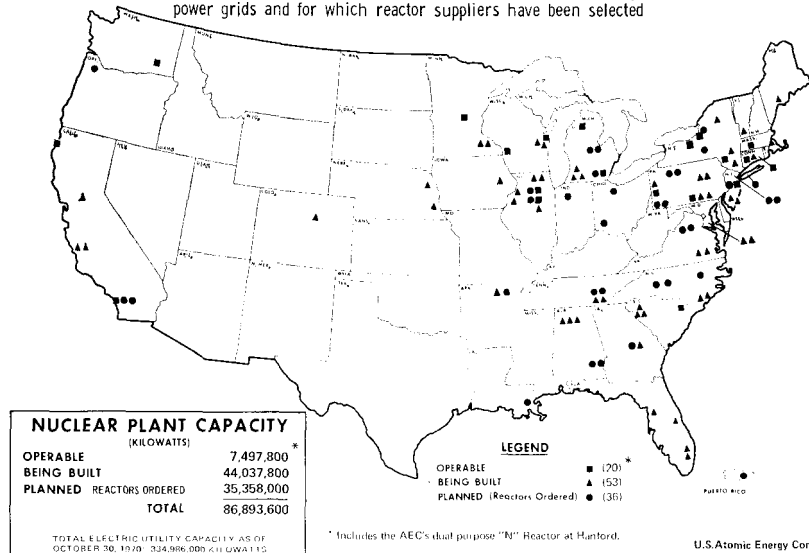 power grids and for which reactor suppliers have been selected
NUCLEAR PLANT CAPACITY
(KILOWATTS)
OPERABLE 7,497,800*
BEING BUILT 44,037,800
PLANNED REACTORS ORDERED 35,358,000
TOTAL 86,893,600
TOTAL ELECTRIC UTILITY CAPACITY AS OF
OCTOBER 30, 1970: 334,986,000 KILOWATTS
LEGEND
OPERABLE ■ (20)*
BEING BUILT ▲ (53)
PLANNED (Reactors Ordered) ● (36)
* Includes the AEC's dual purpose "N" Reactor at Hanford.
PUERTO RICO
U.S. Atomic Energy Com